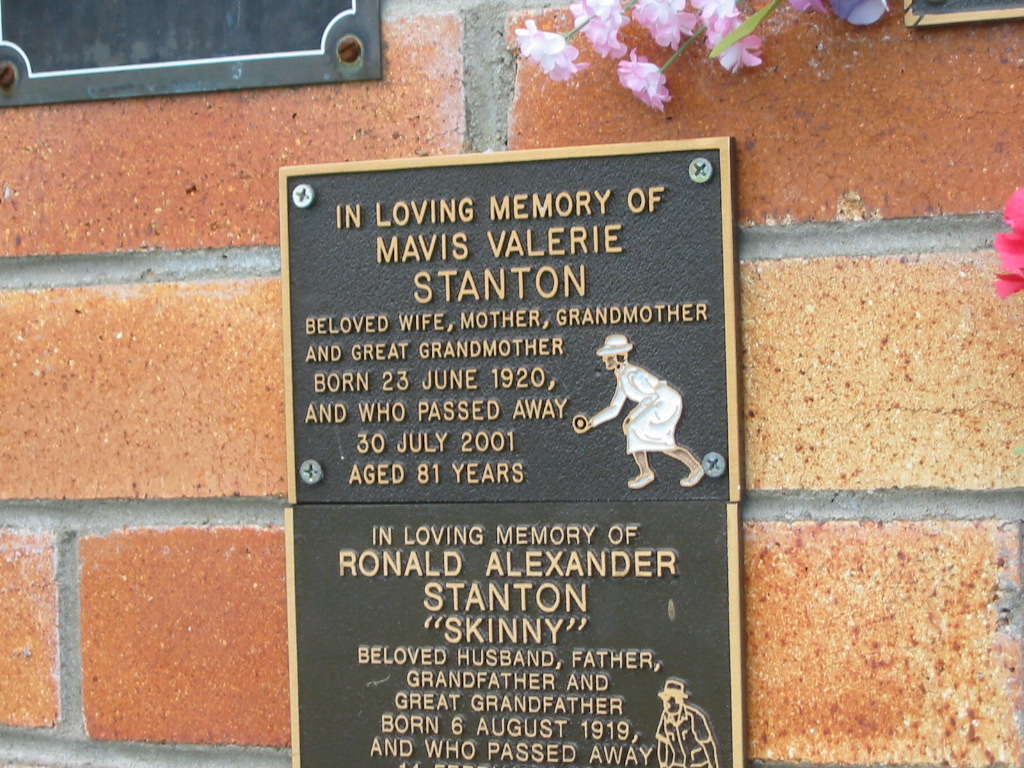 IN LOVING MEMORY OF
MAVIS VALERIE
STANTON
BELOVED WIFE, MOTHER, GRANDMOTHER
AND GREAT GRANDMOTHER
BORN 23 JUNE 1920,
AND WHO PASSED AWAY
30 JULY 2001
AGED 81 YEARS
IN LOVING MEMORY OF
RONALD ALEXANDER
STANTON
"SKINNY"
BELOVED HUSBAND, FATHER,
GRANDFATHER AND
GREAT GRANDFATHER
BORN 6 AUGUST 1919,
AND WHO PASSED AWAY